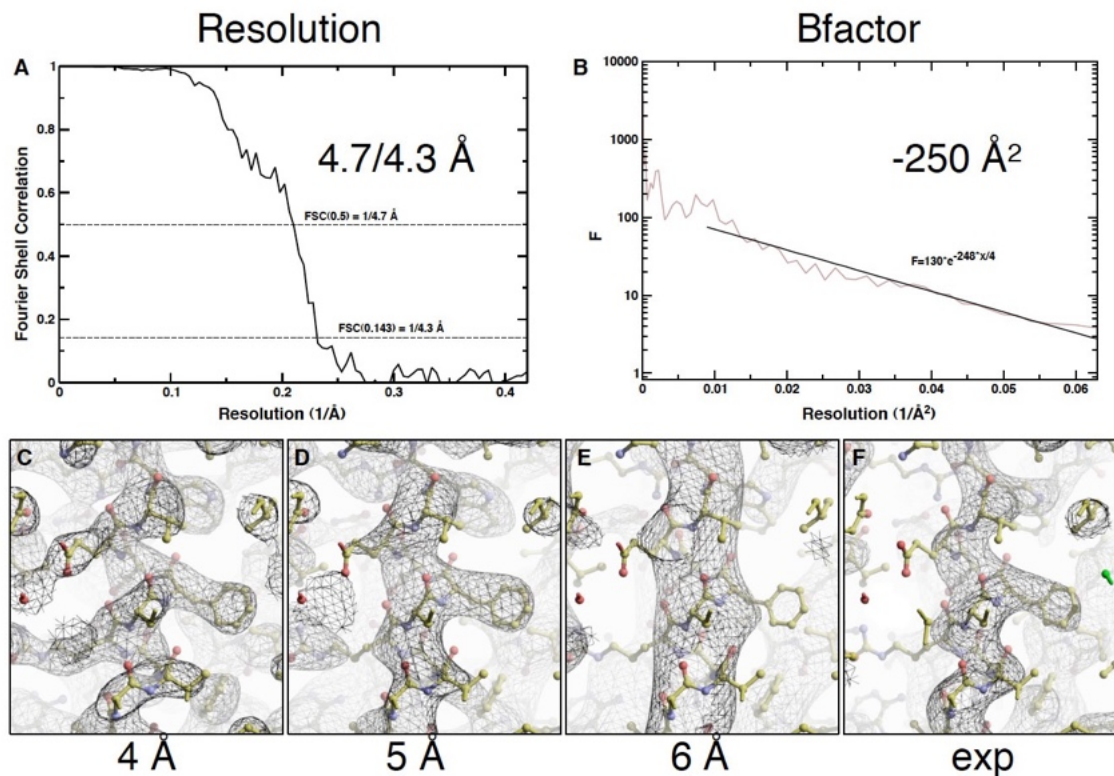 Resolution
Bfactor
A
1
0.8
0.6
0.4
0.2
0
0
0.1
0.2
0.3
0.4
Fourier Shell Correlation
Resolution (1/Å)
4.7/4.3 Å
FSC(0.5) = 1/4.7 Å
FSC(0.143) = 1/4.3 Å
B
10000
1000
100
10
1
0
0.01
0.02
0.03
0.04
0.05
0.06
F
Resolution (1/Å²)
-250 Å²
F=130*e^-248*x/4
C
D
E
F
4 Å
5 Å
6 Å
exp